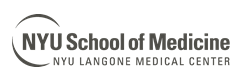 NYU School of Medicine
NYU LANGONE MEDICAL CENTER